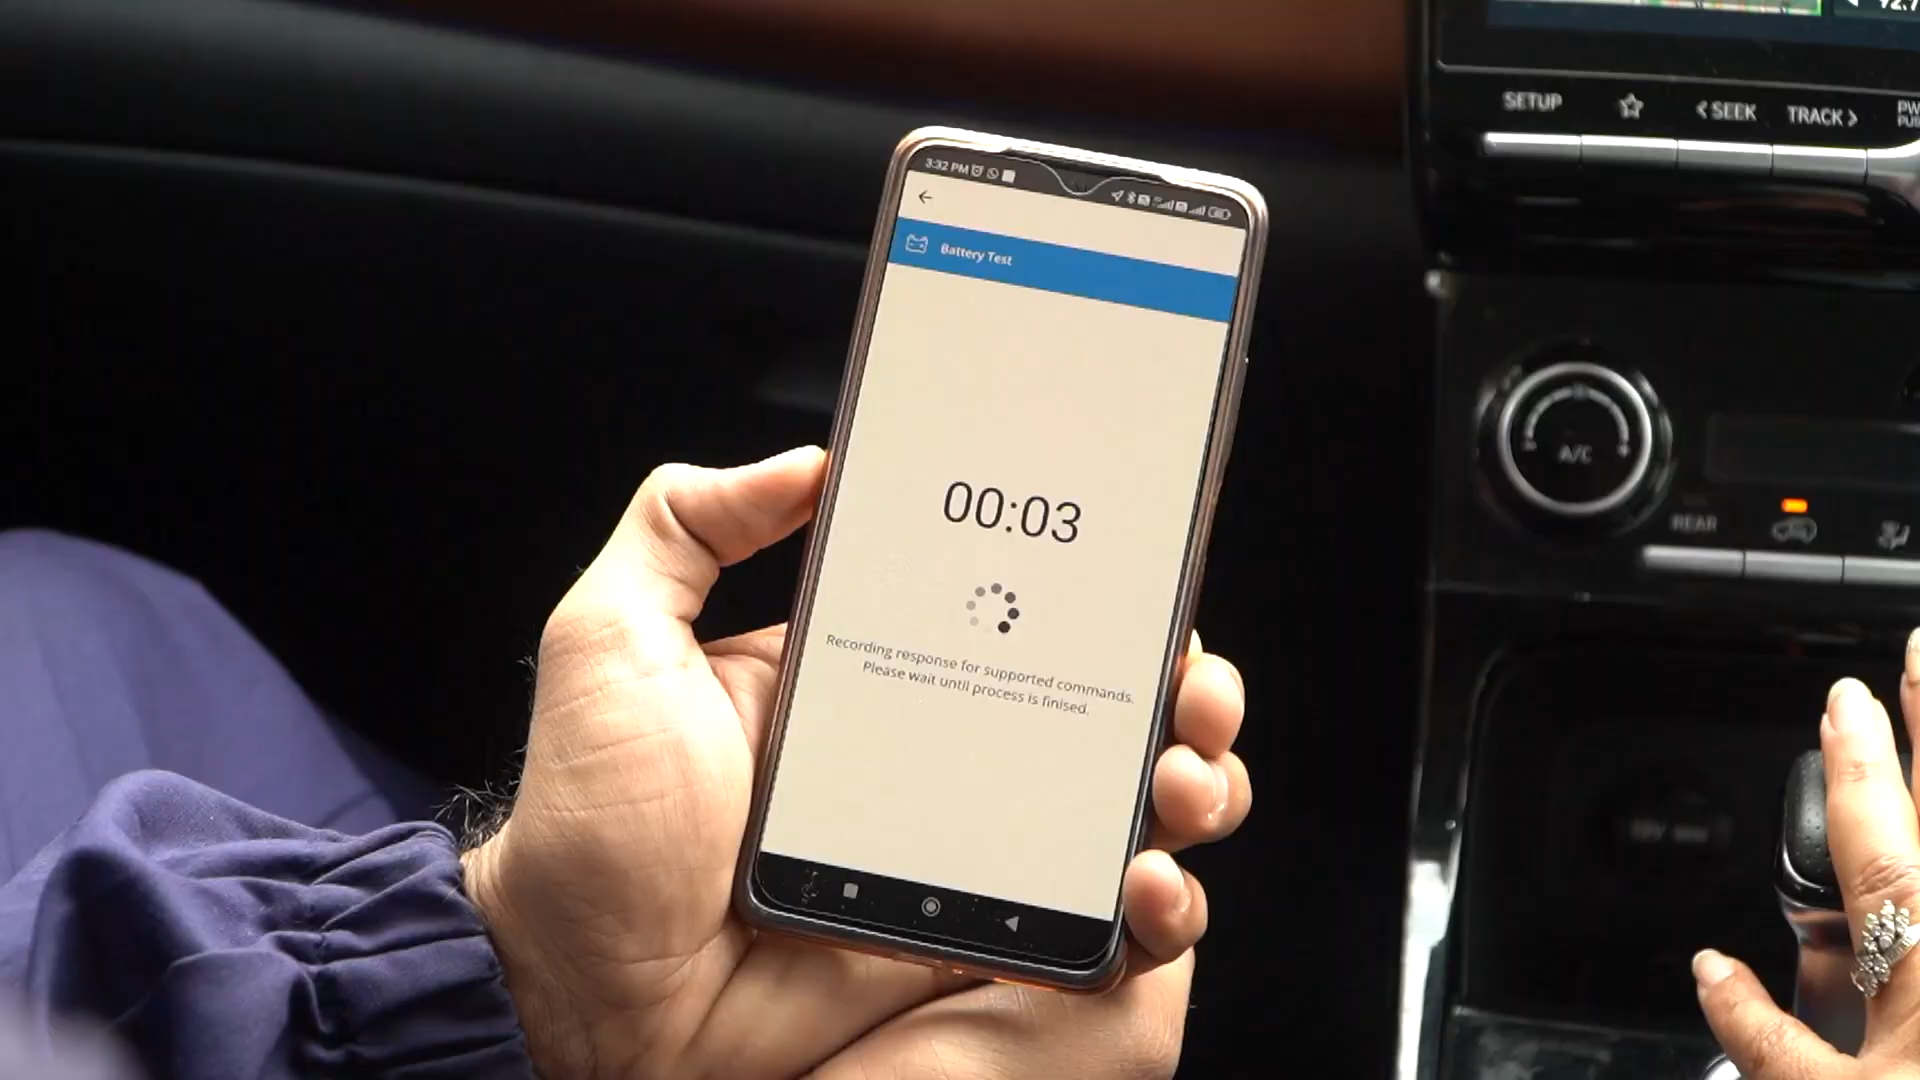 SETUP
< SEEK
TRACK >
3:32 PM
Battery Test
00:03
Recording response for supported commands.
Please wait until process is finised.
A/C
REAR